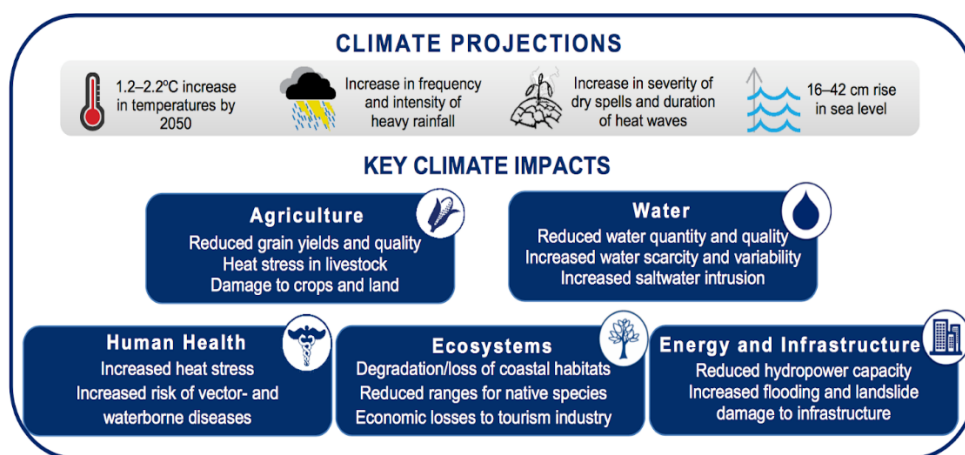 CLIMATE PROJECTIONS
1.2–2.2ºC increase
in temperatures by
2050
Increase in frequency
and intensity of
heavy rainfall
Increase in severity of
dry spells and duration
of heat waves
16–42 cm rise
in sea level
KEY CLIMATE IMPACTS
Agriculture
Reduced grain yields and quality
Heat stress in livestock
Damage to crops and land
Water
Reduced water quantity and quality
Increased water scarcity and variability
Increased saltwater intrusion
Human Health
Increased heat stress
Increased risk of vector- and
waterborne diseases
Ecosystems
Degradation/loss of coastal habitats
Reduced ranges for native species
Economic losses to tourism industry
Energy and Infrastructure
Reduced hydropower capacity
Increased flooding and landslide
damage to infrastructure